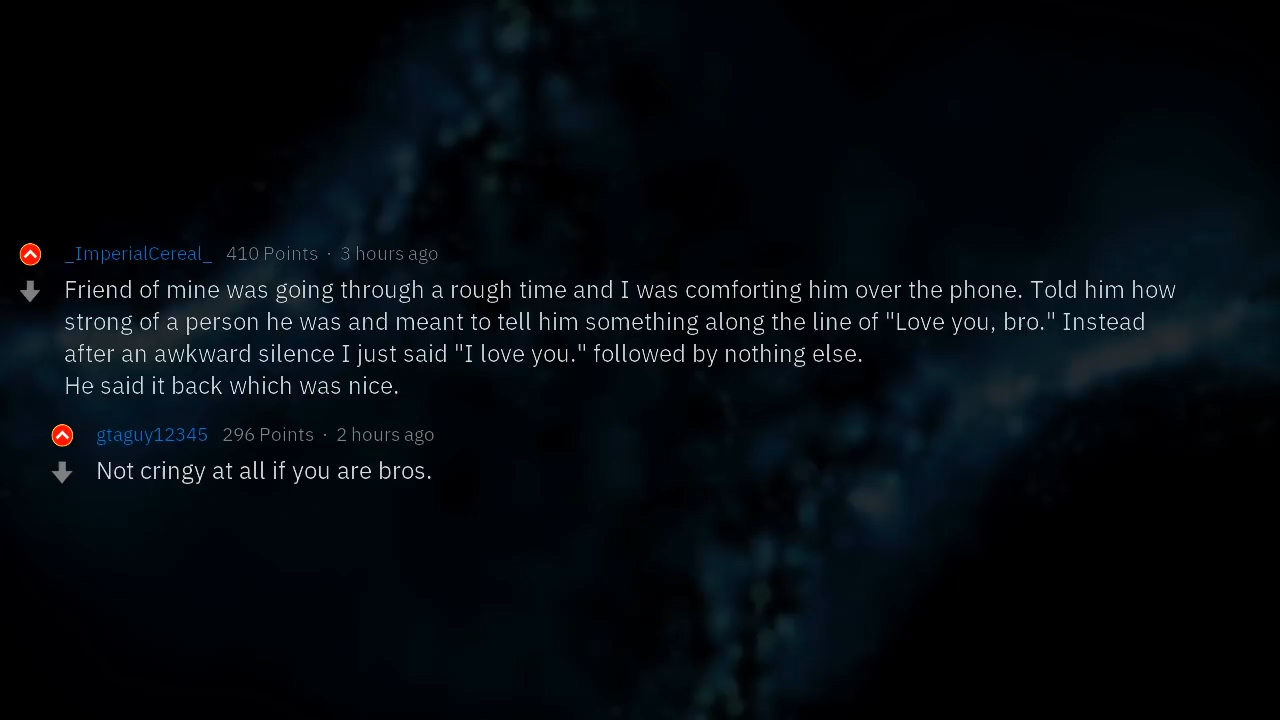 _ImperialCereal_ 410 Points · 3 hours ago
Friend of mine was going through a rough time and I was comforting him over the phone. Told him how
strong of a person he was and meant to tell him something along the line of "Love you, bro." Instead
after an awkward silence I just said "I love you." followed by nothing else.
He said it back which was nice.
gtaguy12345 296 Points · 2 hours ago
Not cringy at all if you are bros.